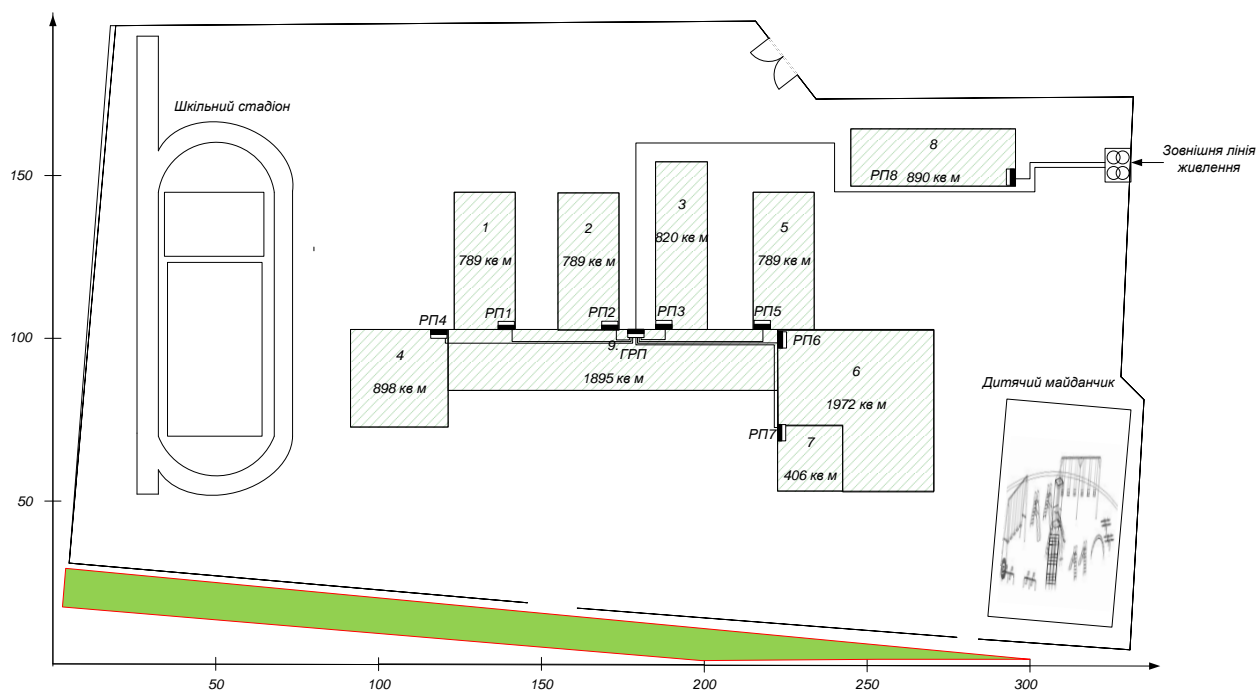 Шкільний стадіон
8
Зовнішня лінія
живлення
РП8
890 кв м
150
3
1
2
5
820 кв м
789 кв м
789 кв м
789 кв м
РП4
РП1
РП2
РП3
РП5
100
РП6
9.
ГРП
4
6
1895 кв м
898 кв м
1972 кв м
Дитячий майданчик
РП7
7
406 кв м
50
50
100
150
200
250
300